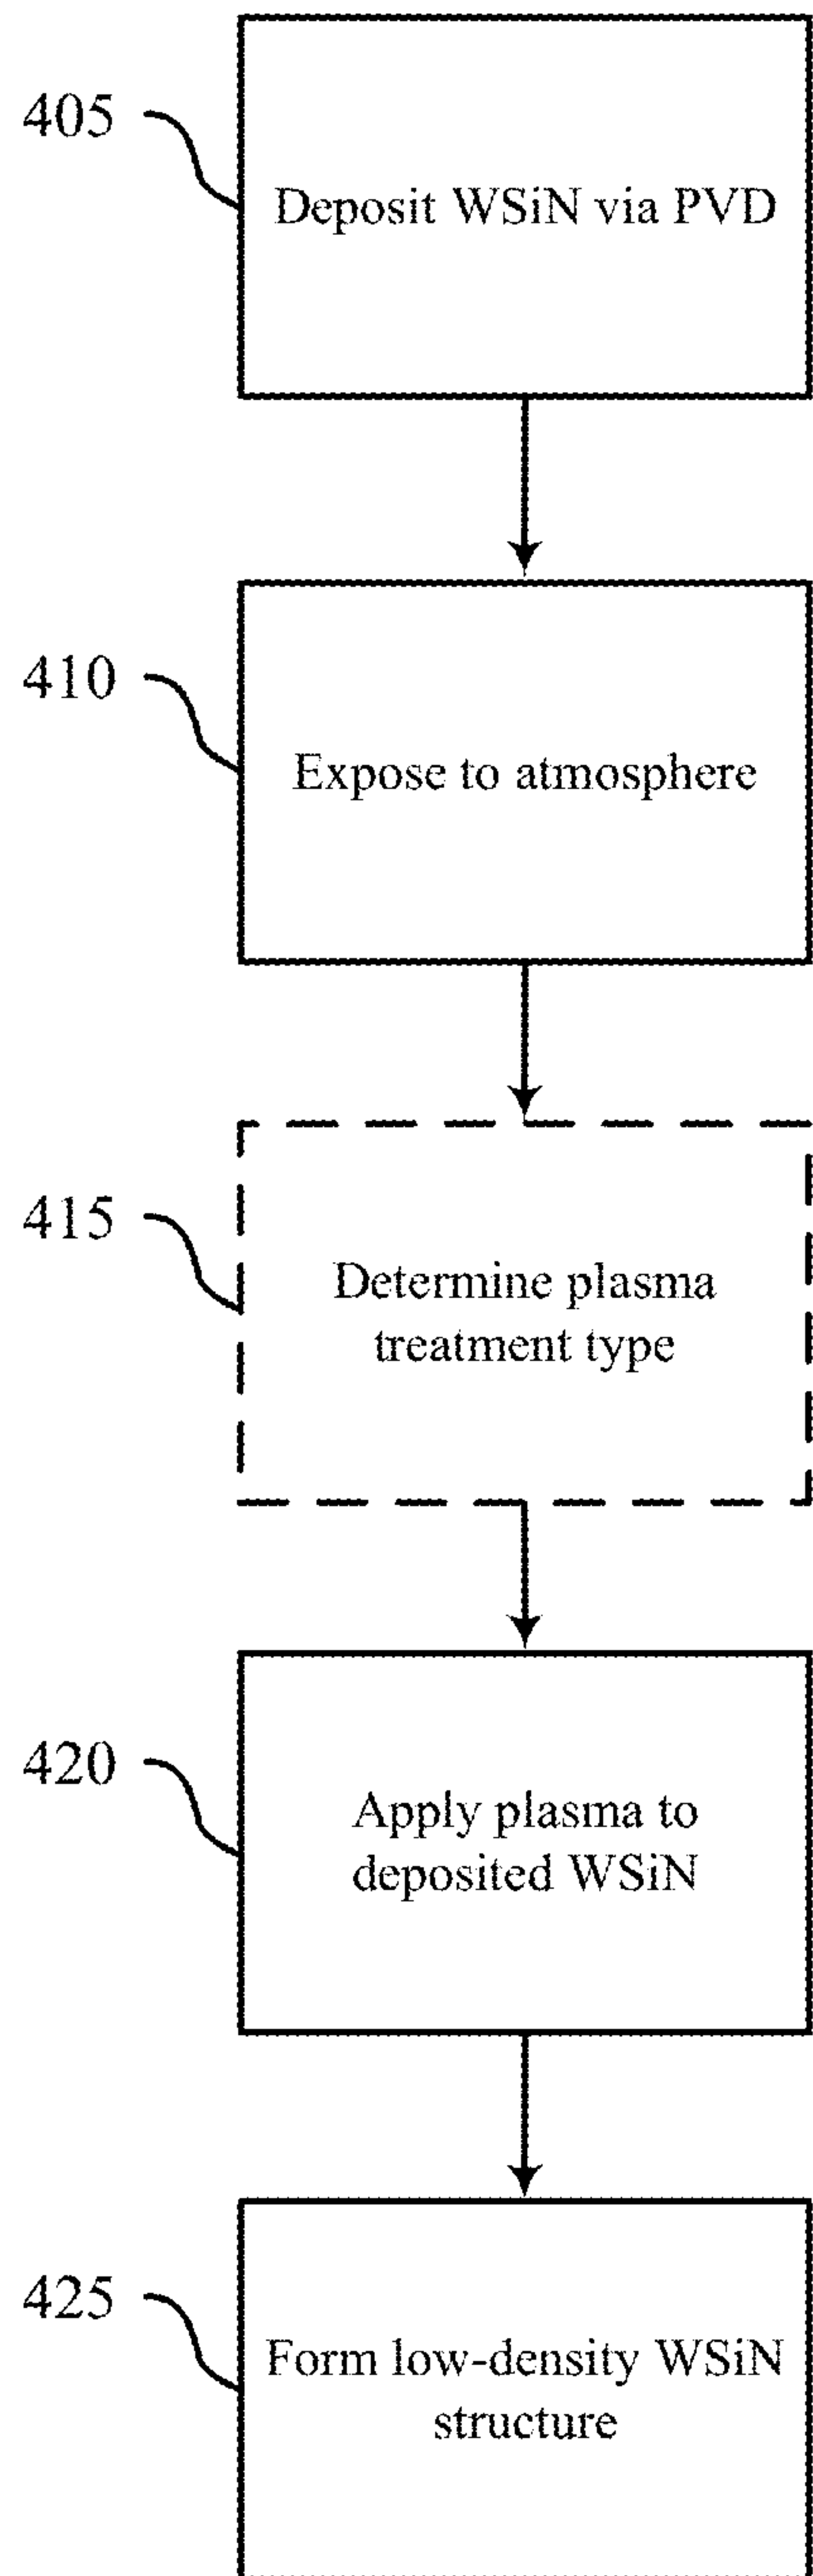 405
Deposit WSiN via PVD
410
Expose to atmosphere
415
Determine plasma
treatment type
420
Apply plasma to
deposited WSiN
425
Form low-density WSiN
structure